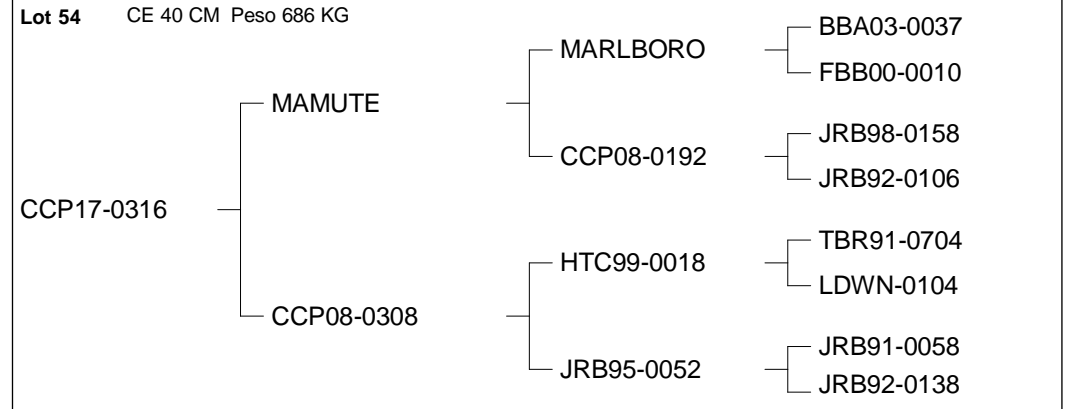 Lot 54 CE 40 CM Peso 686 KG
BBA03-0037
MARLBORO
FBB00-0010
MAMUTE
JRB98-0158
CCP08-0192
JRB92-0106
CCP17-0316
TBR91-0704
HTC99-0018
LDWN-0104
CCP08-0308
JRB91-0058
JRB95-0052
JRB92-0138